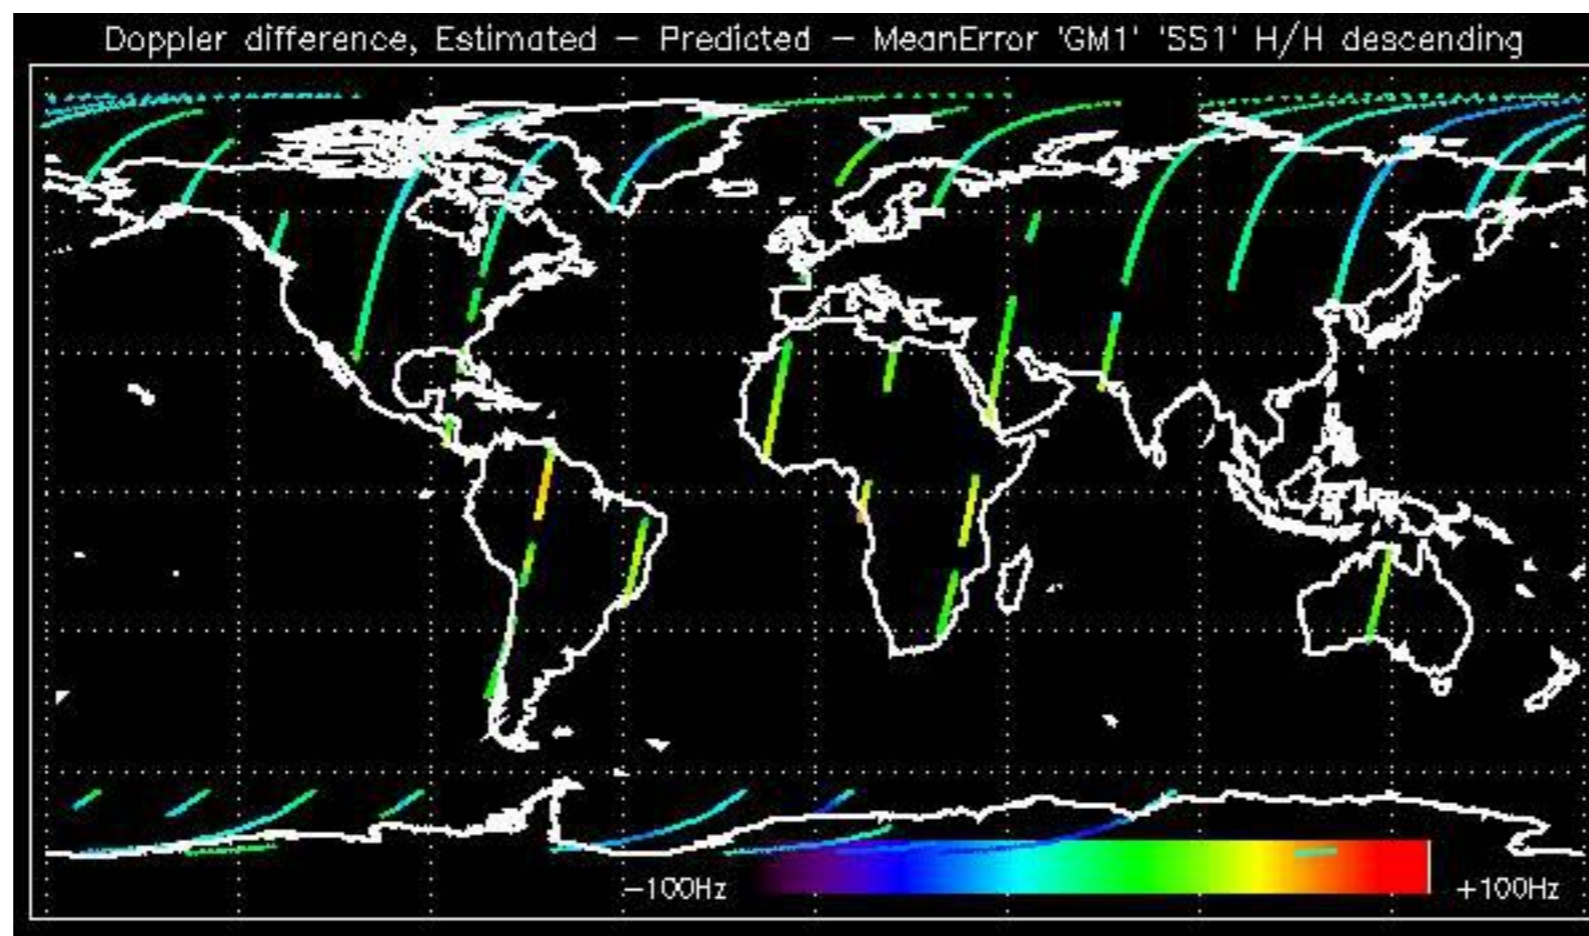 Doppler difference, Estimated – Predicted – MeanError 'GM1' 'SS1' H/H descending
-100Hz +100Hz